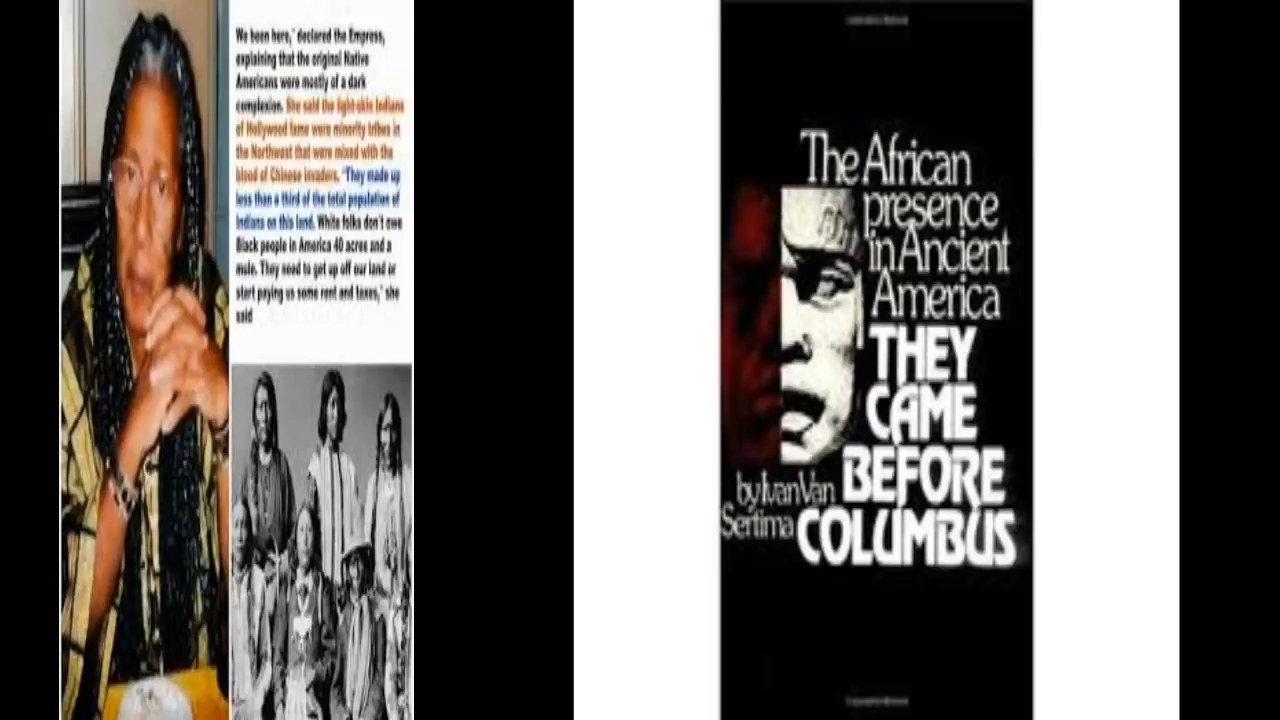 We been here,' declared the Empress,
explaining that the original Native
Americans were mostly of a dark
complexion. She said the light-skin Indians
of Hollywood fame were minority tribes in
the Northwest that were mixed with the
blood of Chinese invaders. "They made up
less than a third of the total population of
Indians on this land. White folks don't owe
Black people in America 40 acres and a
mule. They need to get up off our land or
start paying us some rent and taxes,' she
said
The African
presence
in Ancient
America
THEY
CAME
BEFORE
COLUMBUS
by Ivan Van
Sertima